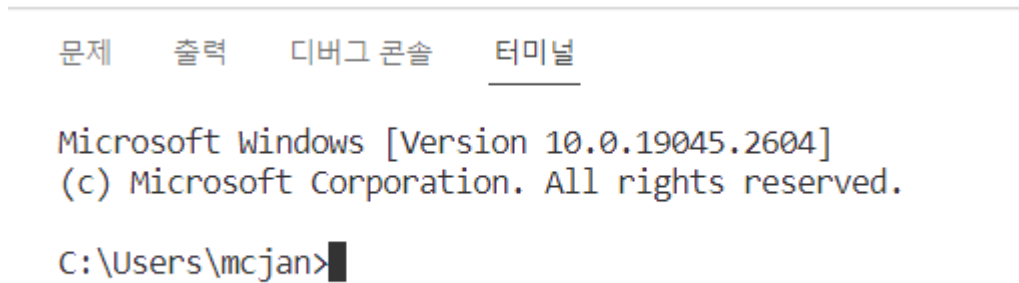 문제 출력 디버그 콘솔 터미널
Microsoft Windows [Version 10.0.19045.2604]
(c) Microsoft Corporation. All rights reserved.
C:\Users\mcjan>